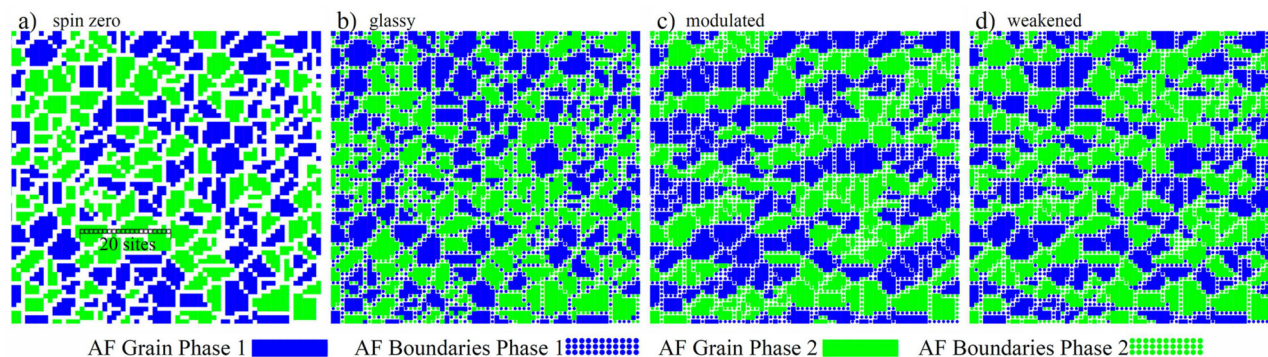 a) spin zero
b) glassy
c) modulated
d) weakened
20 sites
AF Grain Phase 1
AF Boundaries Phase 1
AF Grain Phase 2
AF Boundaries Phase 2